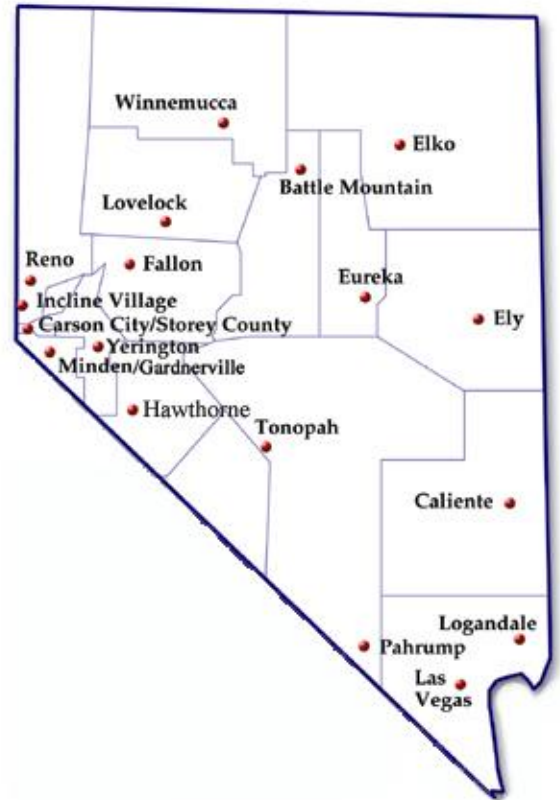 Winnemucca
Elko
Battle Mountain
Lovelock
Reno
Fallon
Eureka
Incline Village
Ely
Carson City/Storey County
Yerington
Minden/Gardnerville
Hawthorne
Tonopah
Caliente
Logandale
Pahrump
Las
Vegas